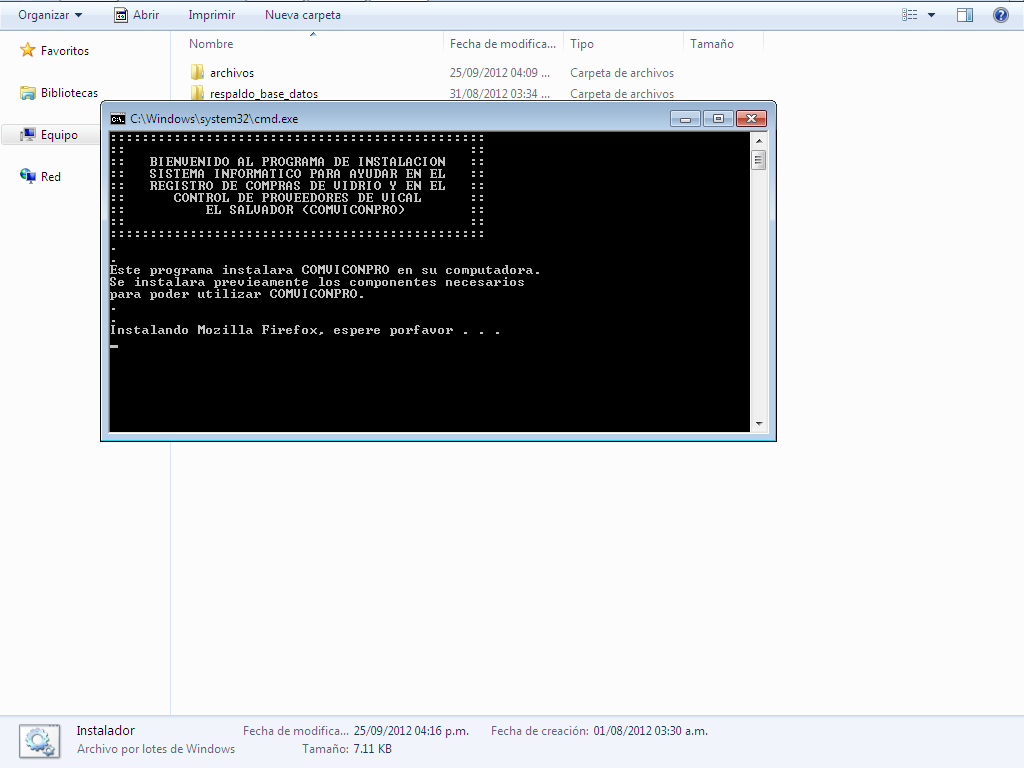 Organizar Abrir Imprimir Nueva carpeta
Favoritos
Bibliotecas
Equipo
Red
Nombre Fecha de modifica... Tipo Tamaño
archivos 25/09/2012 04:09 ... Carpeta de archivos
respaldo_base_datos 31/08/2012 03:34 ... Carpeta de archivos
C:\Windows\system32\cmd.exe
BIENVENIDO AL PROGRAMA DE INSTALACION
SISTEMA INFORMATICO PARA AYUDAR EN EL
REGISTRO DE COMPRAS DE VIDRIO Y EN EL
CONTROL DE PROVEEDORES DE VICAL
EL SALVADOR (COMVICONPRO)
.
.
Este programa instalara COMVICONPRO en su computadora.
Se instalara previeamente los componentes necesarios
para poder utilizar COMVICONPRO.
.
.
Instalando Mozilla Firefox, espere porfavor . . .
Instalador Fecha de modifica... 25/09/2012 04:16 p.m. Fecha de creación: 01/08/2012 03:30 a.m.
Archivo por lotes de Windows Tamaño: 7.11 KB